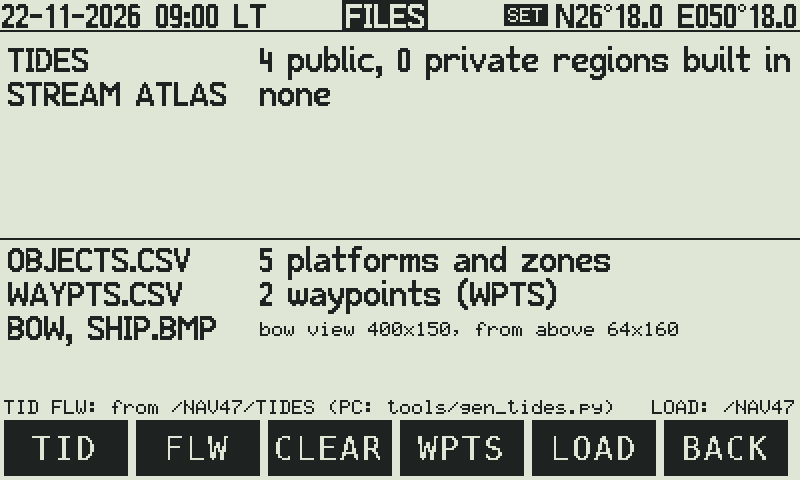 22-11-2026 09:00 LT FILES SET N26°18.0 E050°18.0
TIDES 4 public, 0 private regions built in
STREAM ATLAS none
OBJECTS.CSV 5 platforms and zones
WAYPTS.CSV 2 waypoints (WPTS)
BOW, SHIP.BMP bow view 400x150, from above 64x160
TID FLW: from /NAV47/TIDES (PC: tools/gen_tides.py) LOAD: /NAV47
TID FLW CLEAR WPTS LOAD BACK